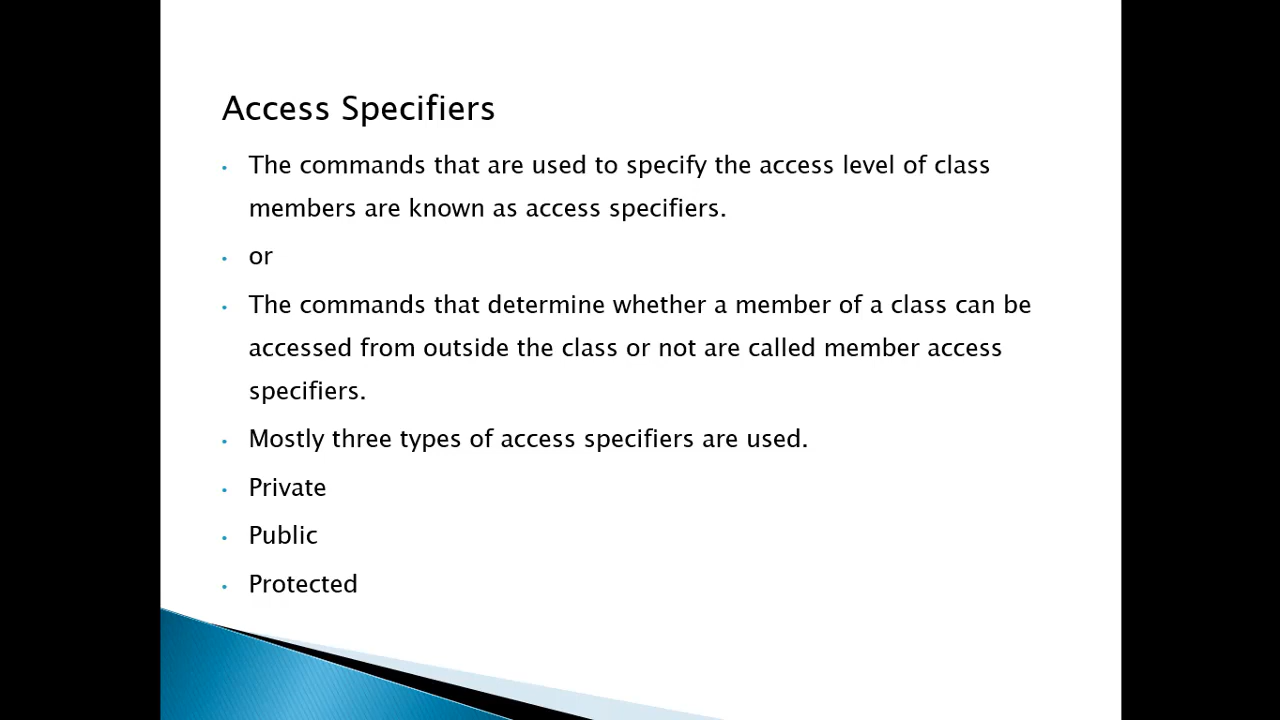 Access Specifiers
• The commands that are used to specify the access level of class
members are known as access specifiers.
• or
• The commands that determine whether a member of a class can be
accessed from outside the class or not are called member access
specifiers.
• Mostly three types of access specifiers are used.
• Private
• Public
• Protected